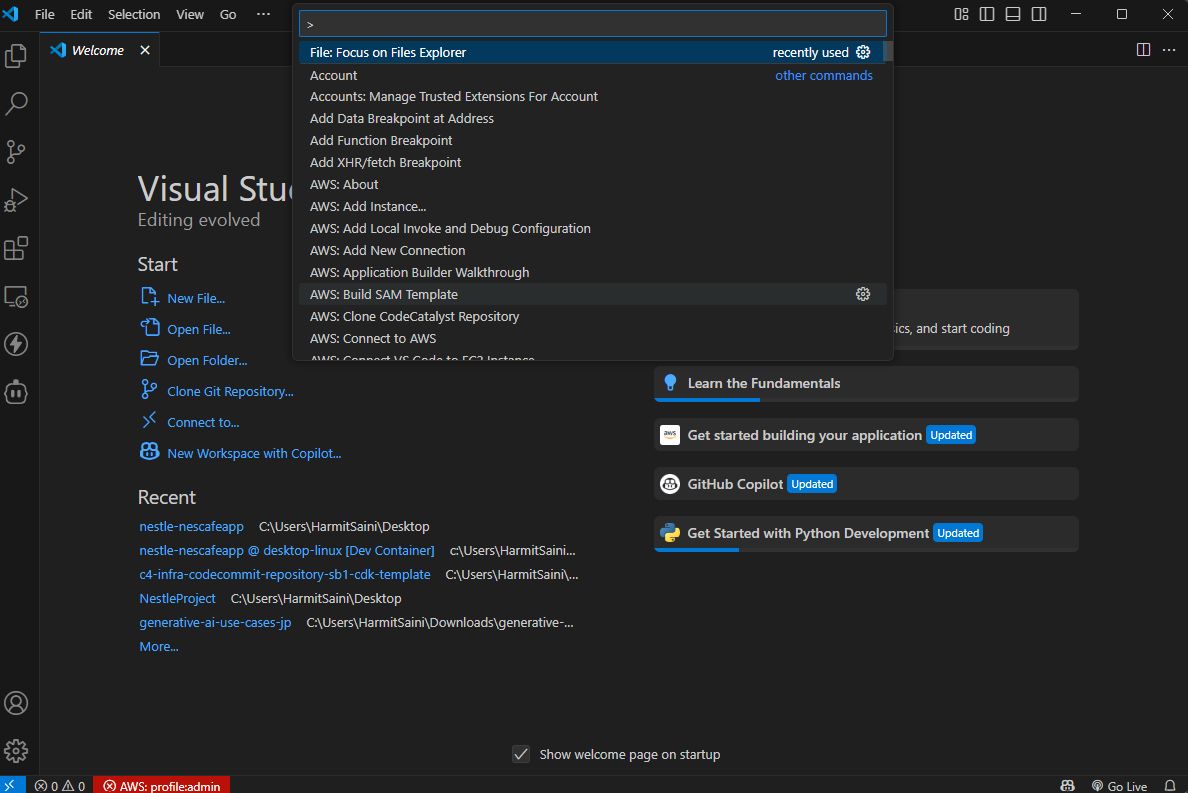 File Edit Selection View Go ···
>
Welcome
File: Focus on Files Explorer recently used
Account other commands
Accounts: Manage Trusted Extensions For Account
Add Data Breakpoint at Address
Add Function Breakpoint
Add XHR/fetch Breakpoint
AWS: About
AWS: Add Instance...
AWS: Add Local Invoke and Debug Configuration
AWS: Add New Connection
AWS: Application Builder Walkthrough
AWS: Build SAM Template
AWS: Clone CodeCatalyst Repository
AWS: Connect to AWS
AWS: Connect VS Code to EC2 Instance
Visual Stu
Editing evolved
Start
New File...
Open File...
Open Folder...
Clone Git Repository...
Connect to...
New Workspace with Copilot...
Recent
nestle-nescafeapp C:\Users\HarmitSaini\Desktop
nestle-nescafeapp @ desktop-linux [Dev Container] c:\Users\HarmitSaini...
c4-infra-codecommit-repository-sb1-cdk-template C:\Users\HarmitSaini\...
NestleProject C:\Users\HarmitSaini\Desktop
generative-ai-use-cases-jp C:\Users\HarmitSaini\Downloads\generative-...
More...
ics, and start coding
Learn the Fundamentals
aws Get started building your application Updated
GitHub Copilot Updated
Get Started with Python Development Updated
Show welcome page on startup
0 0 AWS: profile:admin Go Live